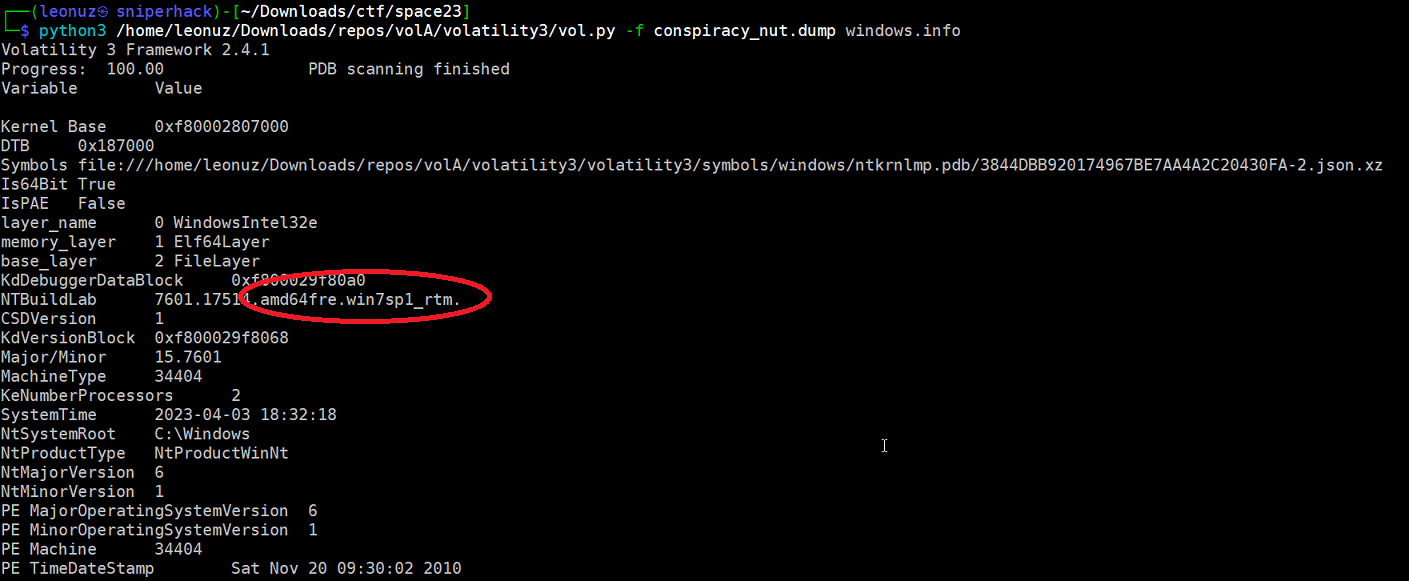 ┌──(leonuz㉿ sniperhack)-[~/Downloads/ctf/space23]
└─$ python3 /home/leonuz/Downloads/repos/volA/volatility3/vol.py -f conspiracy_nut.dump windows.info
Volatility 3 Framework 2.4.1
Progress:  100.00               PDB scanning finished
Variable        Value
Kernel Base     0xf80002807000
DTB     0x187000
Symbols file:///home/leonuz/Downloads/repos/volA/volatility3/volatility3/symbols/windows/ntkrnlmp.pdb/3844DBB920174967BE7AA4A2C20430FA-2.json.xz
Is64Bit True
IsPAE   False
layer_name      0 WindowsIntel32e
memory_layer    1 Elf64Layer
base_layer      2 FileLayer
KdDebuggerDataBlock     0xf800029f80a0
NTBuildLab      7601.17514.amd64fre.win7sp1_rtm.
CSDVersion      1
KdVersionBlock  0xf800029f8068
Major/Minor     15.7601
MachineType     34404
KeNumberProcessors      2
SystemTime      2023-04-03 18:32:18
NtSystemRoot    C:\Windows
NtProductType   NtProductWinNt
NtMajorVersion  6
NtMinorVersion  1
PE MajorOperatingSystemVersion  6
PE MinorOperatingSystemVersion  1
PE Machine      34404
PE TimeDateStamp        Sat Nov 20 09:30:02 2010